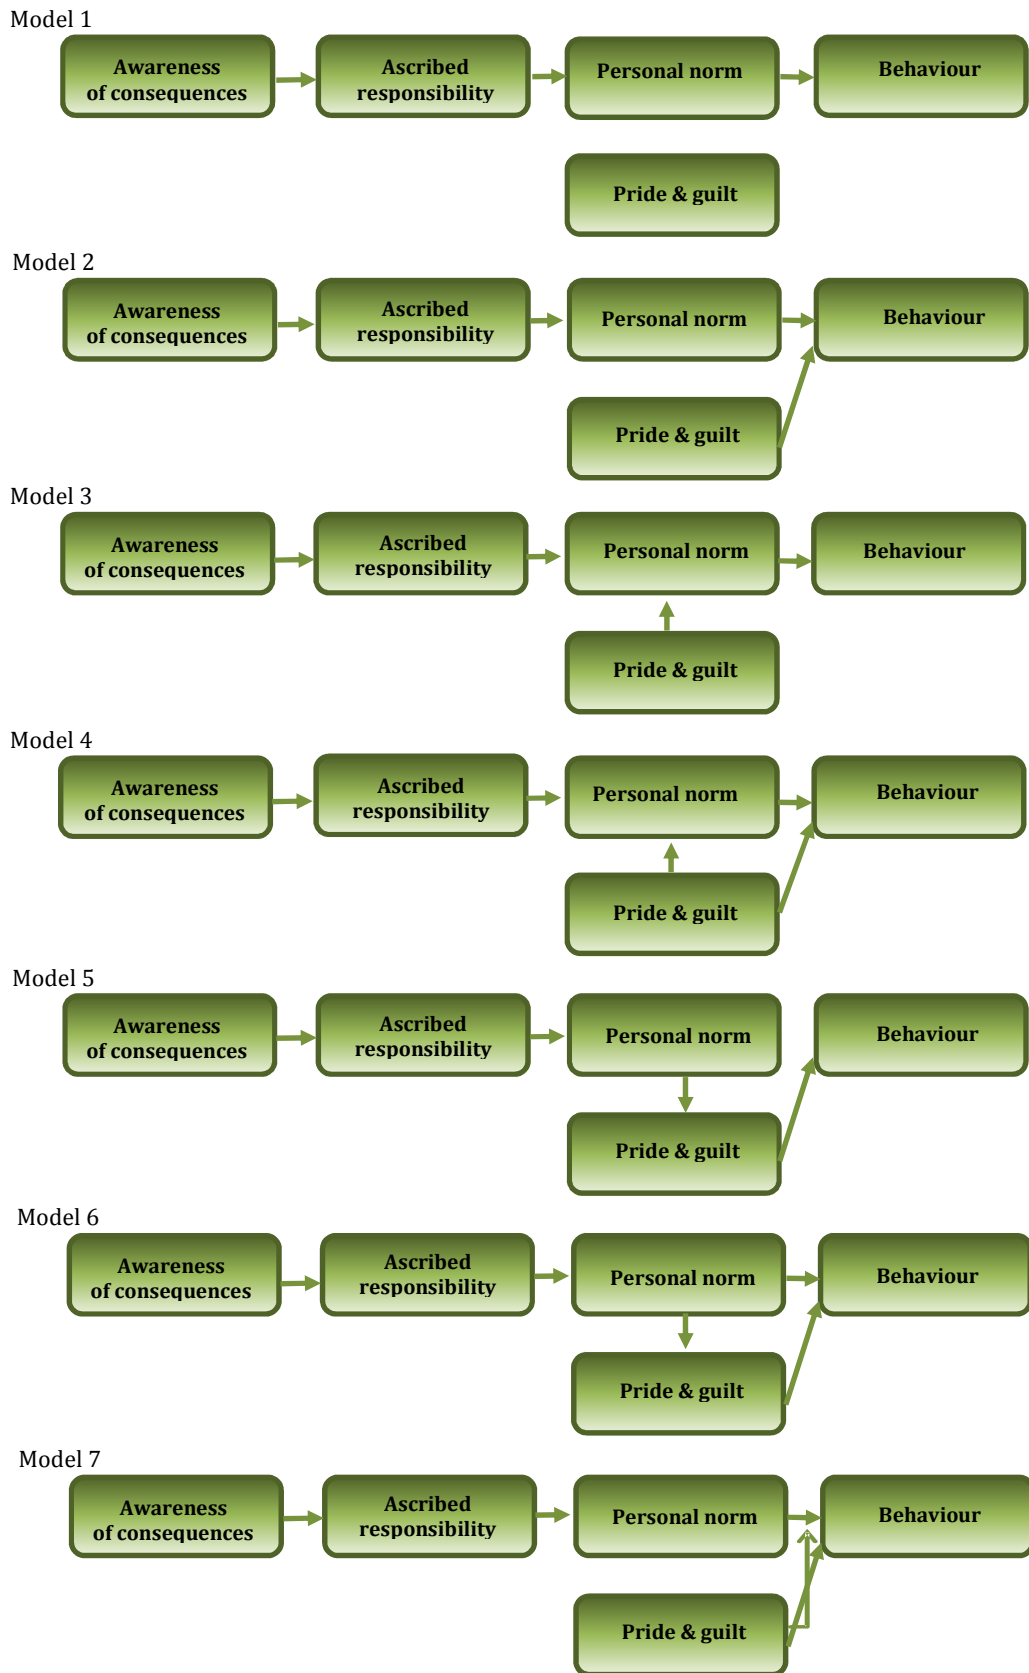 Model 1
Awareness
of consequences
Ascribed
responsibility
Personal norm
Behaviour
Pride & guilt
Model 2
Awareness
of consequences
Ascribed
responsibility
Personal norm
Behaviour
Pride & guilt
Model 3
Awareness
of consequences
Ascribed
responsibility
Personal norm
Behaviour
Pride & guilt
Model 4
Awareness
of consequences
Ascribed
responsibility
Personal norm
Behaviour
Pride & guilt
Model 5
Awareness
of consequences
Ascribed
responsibility
Personal norm
Behaviour
Pride & guilt
Model 6
Awareness
of consequences
Ascribed
responsibility
Personal norm
Behaviour
Pride & guilt
Model 7
Awareness
of consequences
Ascribed
responsibility
Personal norm
Behaviour
Pride & guilt